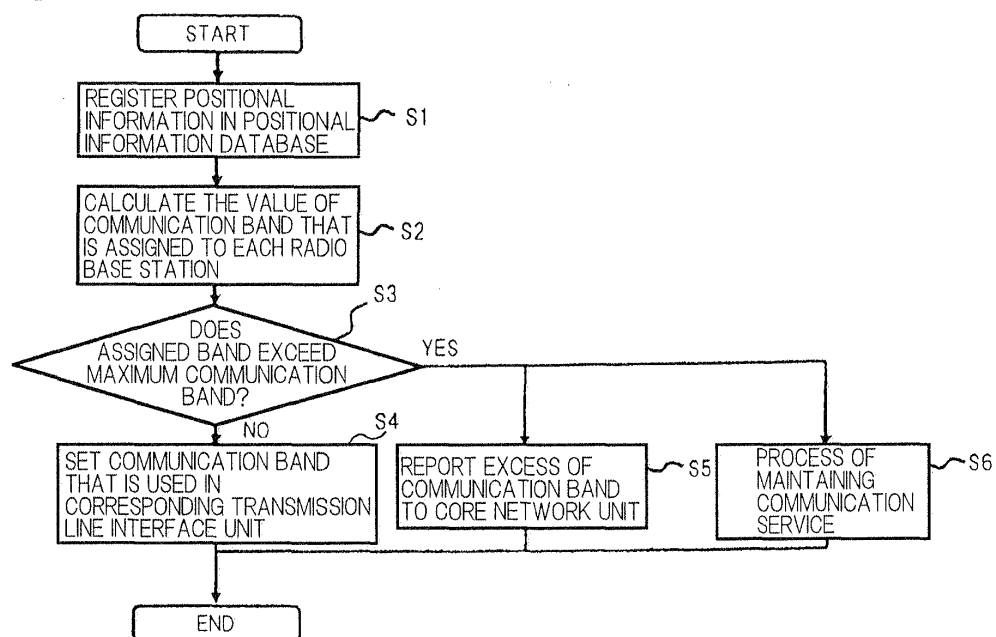 START
REGISTER POSITIONAL
INFORMATION IN POSITIONAL
INFORMATION DATABASE
S1
CALCULATE THE VALUE OF
COMMUNICATION BAND THAT
IS ASSIGNED TO EACH RADIO
BASE STATION
S2
S3
DOES
ASSIGNED BAND EXCEED
MAXIMUM COMMUNICATION
BAND?
YES
NO
S4
SET COMMUNICATION BAND
THAT IS USED IN
CORRESPONDING TRANSMISSION
LINE INTERFACE UNIT
REPORT EXCESS OF
COMMUNICATION BAND
TO CORE NETWORK UNIT
S5
PROCESS OF
MAINTAINING
COMMUNICATION
SERVICE
S6
END